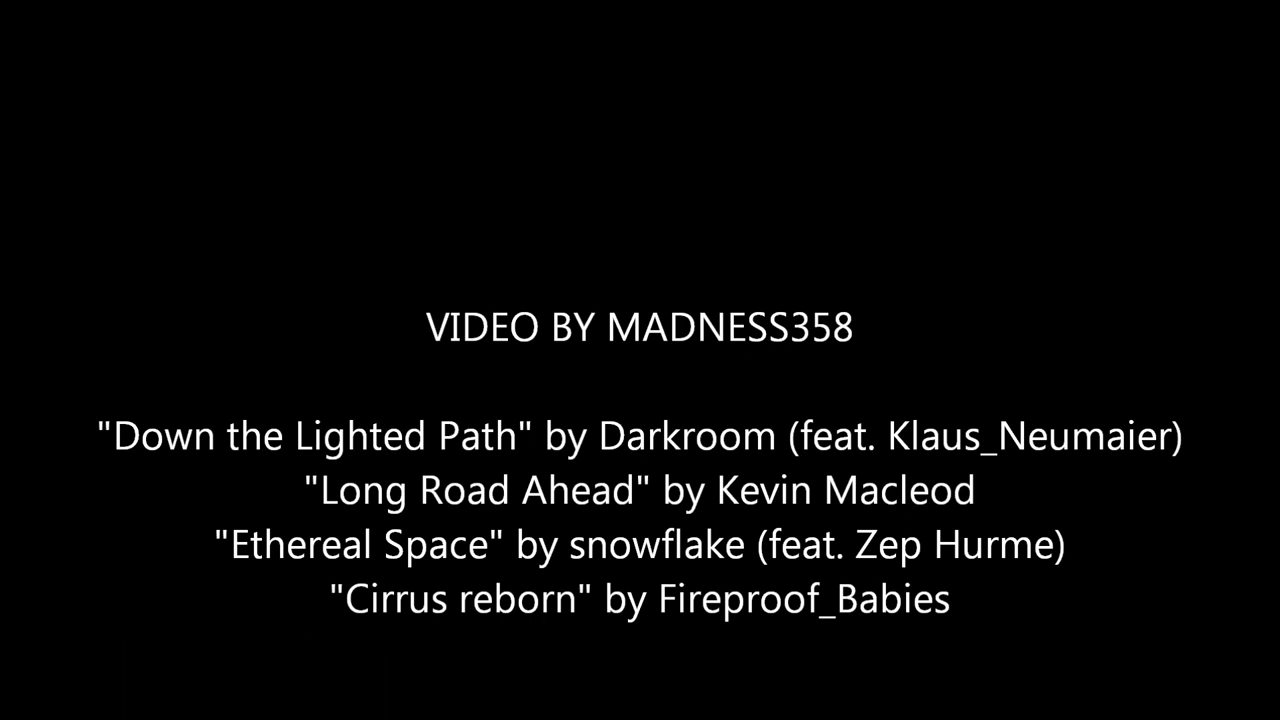 VIDEO BY MADNESS358
"Down the Lighted Path" by Darkroom (feat. Klaus_Neumaier)
"Long Road Ahead" by Kevin Macleod
"Ethereal Space" by snowflake (feat. Zep Hurme)
"Cirrus reborn" by Fireproof_Babies